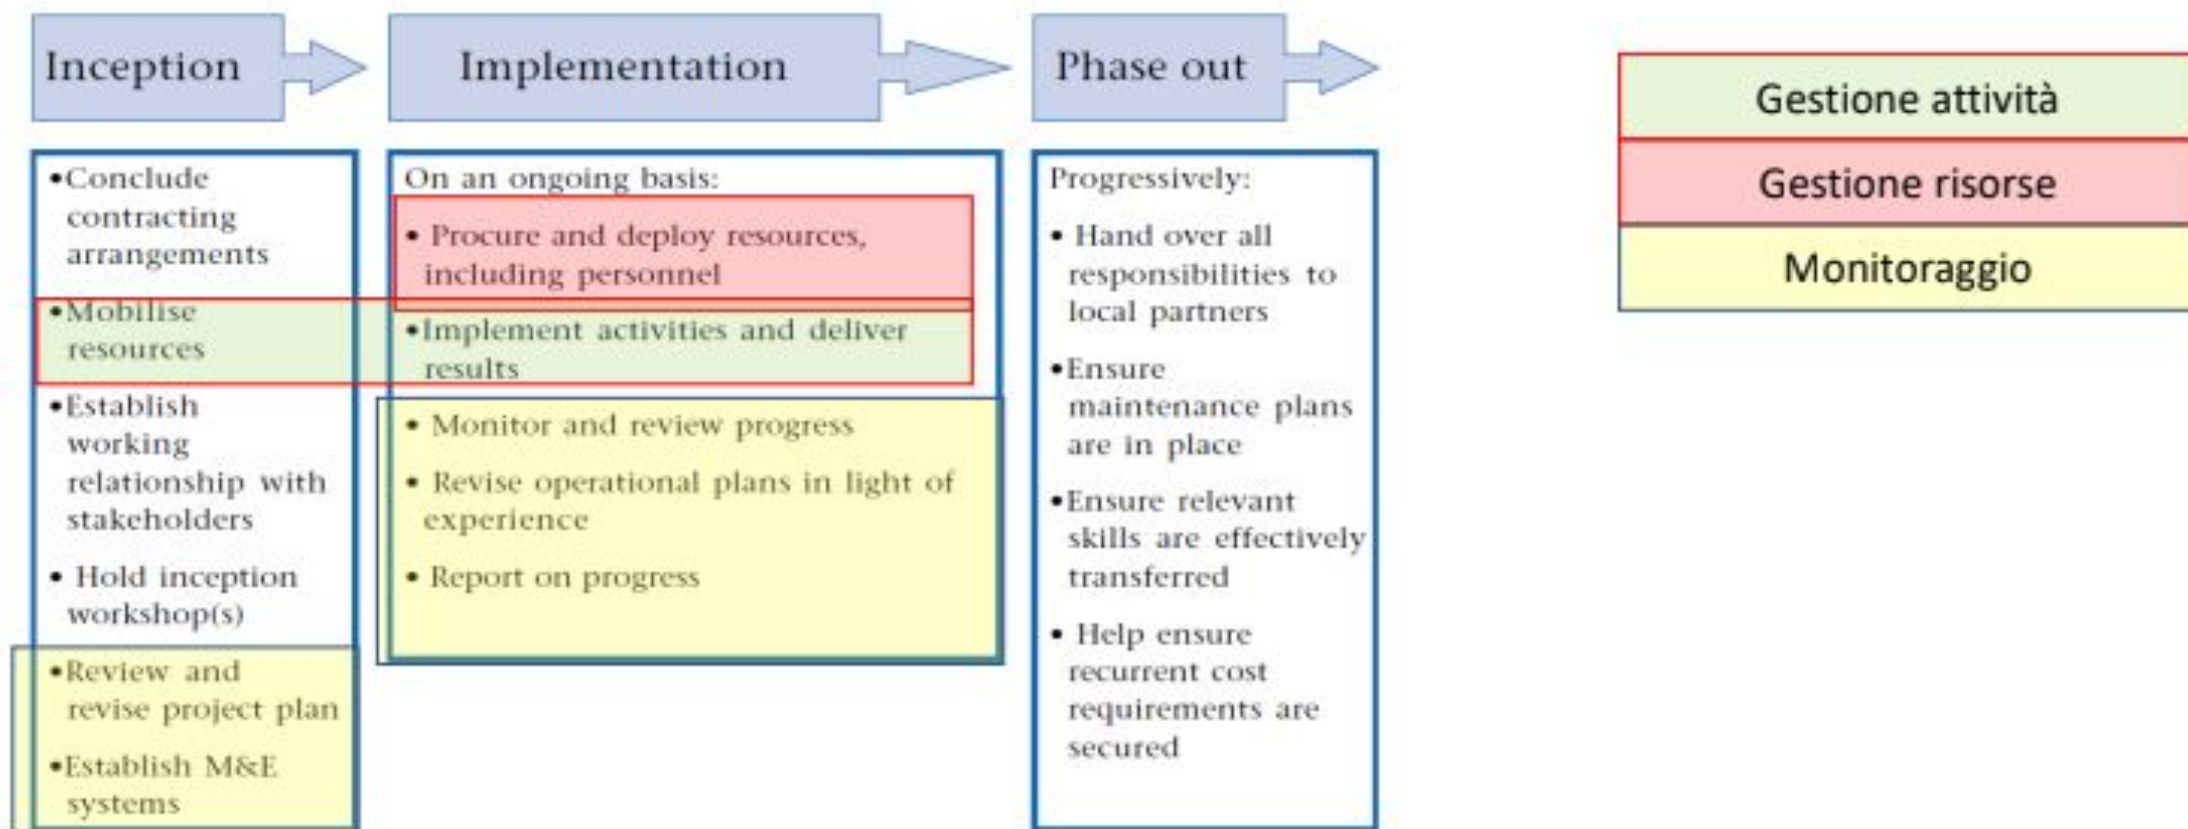 Inception
Implementation
Phase out
•Conclude
contracting
arrangements
•Mobilise
resources
•Establish
working
relationship with
stakeholders
• Hold inception
workshop(s)
•Review and
revise project plan
•Establish M&E
systems
On an ongoing basis:
• Procure and deploy resources,
including personnel
•Implement activities and deliver
results
• Monitor and review progress
• Revise operational plans in light of
experience
• Report on progress
Progressively:
• Hand over all
responsibilities to
local partners
•Ensure
maintenance plans
are in place
•Ensure relevant
skills are effectively
transferred
• Help ensure
recurrent cost
requirements are
secured
Gestione attività
Gestione risorse
Monitoraggio